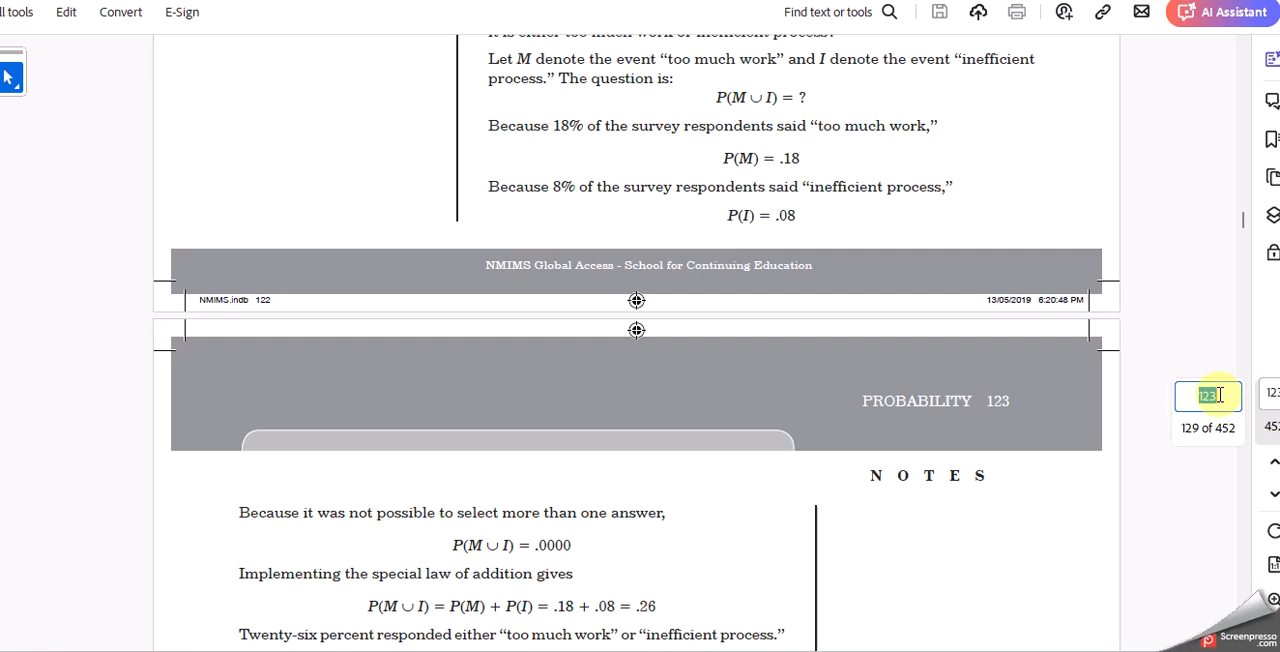 ll tools Edit Convert E-Sign Find text or tools AI Assistant
Let M denote the event “too much work” and I denote the event “inefficient
process.” The question is:
P(M ∪ I) = ?
Because 18% of the survey respondents said “too much work,”
P(M) = .18
Because 8% of the survey respondents said “inefficient process,”
P(I) = .08
NMIMS Global Access - School for Continuing Education
NMIMS.indb 122 13/05/2019 6:20:48 PM
PROBABILITY 123
N O T E S
Because it was not possible to select more than one answer,
P(M ∪ I) = .0000
Implementing the special law of addition gives
P(M ∪ I) = P(M) + P(I) = .18 + .08 = .26
Twenty-six percent responded either “too much work” or “inefficient process.”
123
129 of 452
123
452
Screenpresso
.com